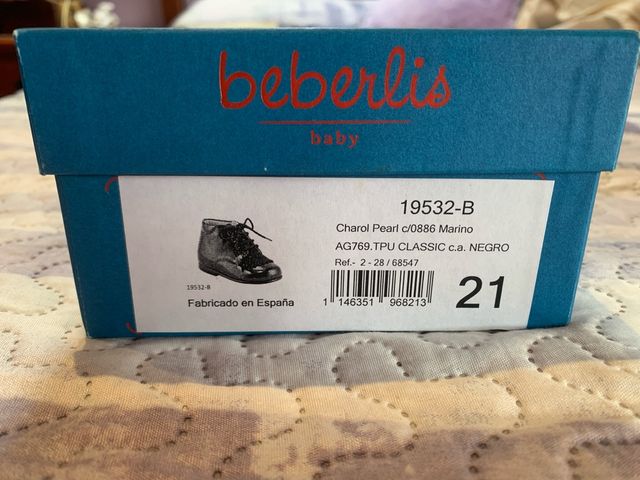 beberlis
baby
19532-B
Charol Pearl c/0886 Marino
AG769.TPU CLASSIC c.a. NEGRO
Ref.- 2 - 28 / 68547
19532-B
Fabricado en España
1 146351 968213
21